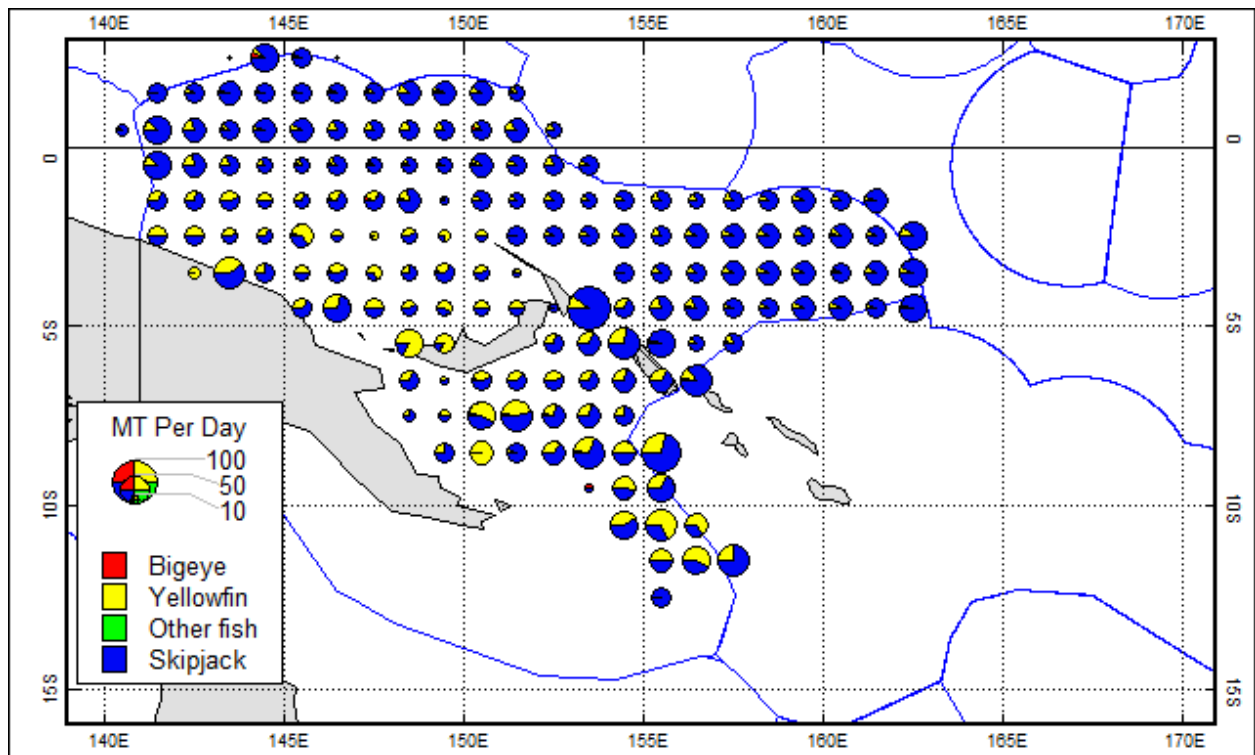 140E 145E 150E 155E 160E 165E 170E
0 0
5S 5S
MT Per Day
100
50
10
10S 10S
Bigeye
Yellowfin
Other fish
Skipjack
15S 15S
140E 145E 150E 155E 160E 165E 170E